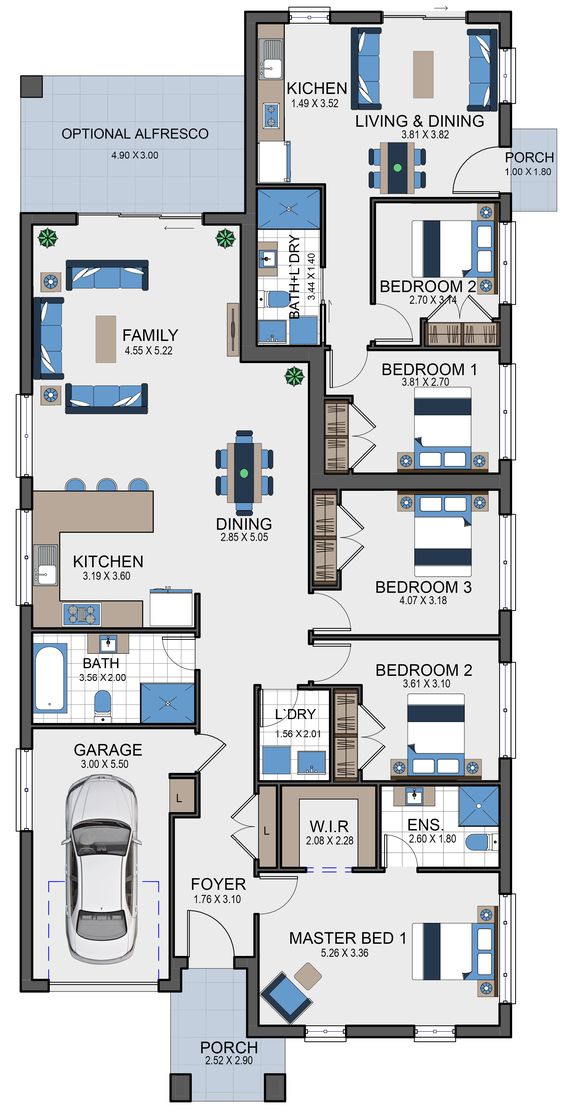 KICHEN
1.49 X 3.52
LIVING & DINING
3.81 X 3.82
OPTIONAL ALFRESCO
4.90 X 3.00
PORCH
1.00 X 1.80
BATH+L`DRY
3.44 X 1.40
BEDROOM 2
2.70 X 3.14
FAMILY
4.55 X 5.22
BEDROOM 1
3.81 X 2.70
DINING
2.85 X 5.05
KITCHEN
3.19 X 3.60
BEDROOM 3
4.07 X 3.18
BATH
3.56 X 2.00
BEDROOM 2
3.61 X 3.10
L`DRY
1.56 X 2.01
GARAGE
3.00 X 5.50
L
L
W.I.R
2.08 X 2.28
ENS.
2.60 X 1.80
FOYER
1.76 X 3.10
MASTER BED 1
5.26 X 3.36
PORCH
2.52 X 2.90